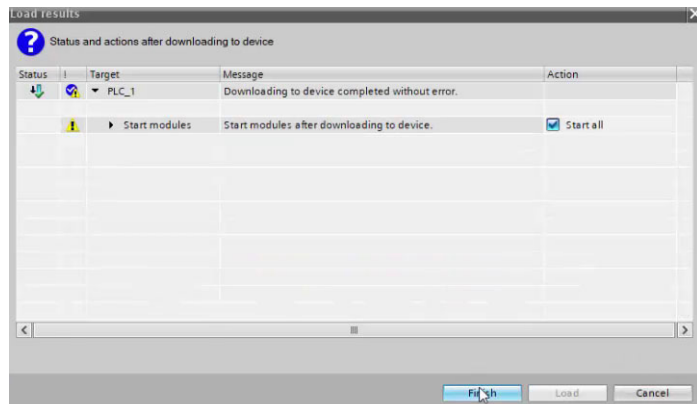 Load results
Status and actions after downloading to device
Status ! Target Message Action
PLC_1 Downloading to device completed without error.
Start modules Start modules after downloading to device. Start all
Finish Load Cancel